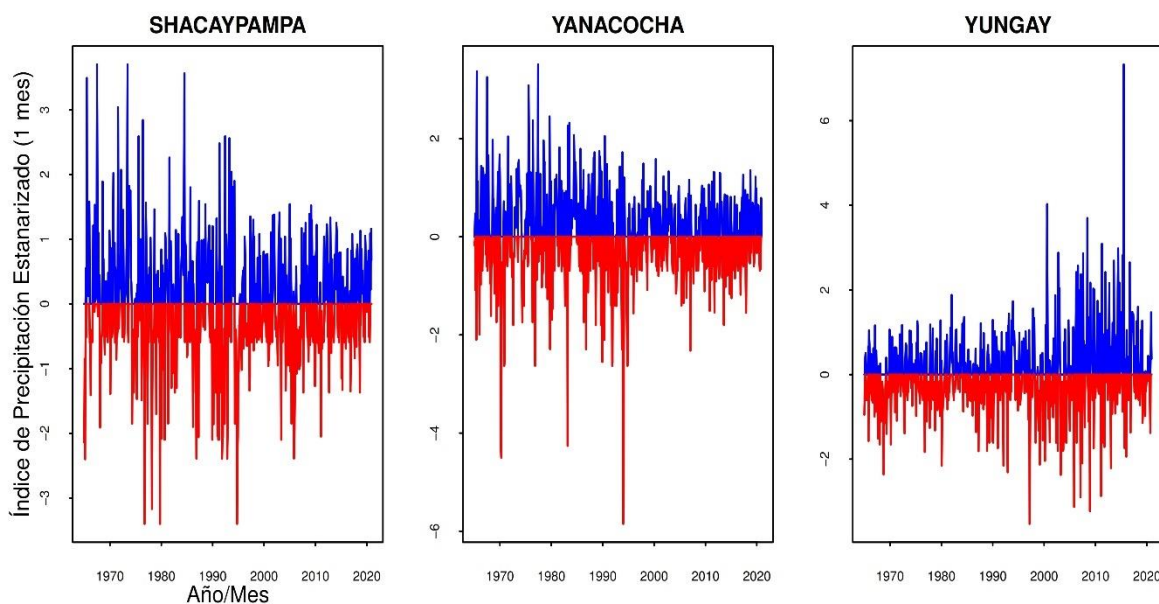 SHACAYPAMPA
YANACOCHA
YUNGAY
Índice de Precipitación Estanarizado (1 mes)
3
2
1
0
−1
−2
−3
1970 1980 1990 2000 2010 2020
2
0
−2
−4
−6
1970 1980 1990 2000 2010 2020
6
4
2
0
−2
1970 1980 1990 2000 2010 2020
Año/Mes